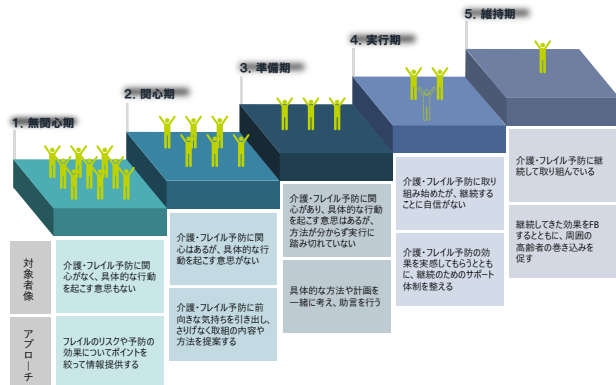 1. 無関心期
2. 関心期
3. 準備期
4. 実行期
5. 維持期
対象者像
介護・フレイル予防に関
心がなく、具体的な行動
を起こす意思もない
介護・フレイル予防に関
心はあるが、具体的な行
動を起こす意思がない
介護・フレイル予防に関
心があり、具体的な行動
を起こす意思はあるが、
方法が分からず実行に
踏み切れていない
介護・フレイル予防に取り
組み始めたが、継続する
ことに自信がない
介護・フレイル予防に継
続して取り組んでいる
アプローチ
フレイルのリスクや予防の
効果についてポイントを
絞って情報提供する
介護・フレイル予防に前
向きな気持ちを引き出し、
さりげなく取組の内容や
方法を提案する
具体的な方法や計画を
一緒に考え、助言を行う
介護・フレイル予防の効
果を実感してもらうとと
もに、継続のためのサポート
体制を整える
継続してきた効果をFB
するとともに、周囲の
高齢者の巻き込みを
促す